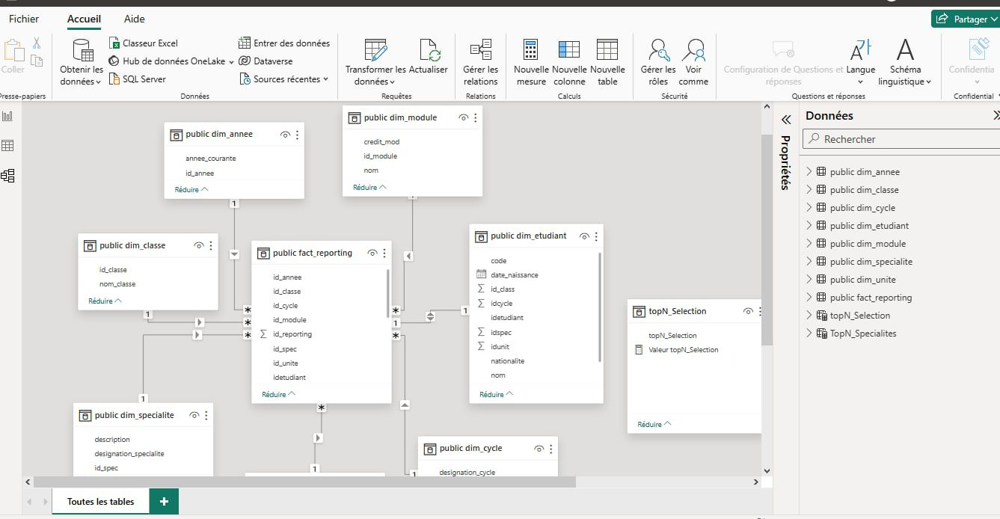 Fichier
Accueil
Aide
Partager
Coller
Presse-papiers
Obtenir les données
Classeur Excel
Hub de données OneLake
SQL Server
Entrer des données
Dataverse
Sources récentes
Données
Transformer les données
Actualiser
Requêtes
Gérer les relations
Relations
Nouvelle mesure
Nouvelle colonne
Nouvelle table
Calculs
Gérer les rôles
Voir comme
Sécurité
Configuration de Questions et réponses
Langue
Schéma linguistique
Questions et réponses
Confidentia
Confidential
public dim_annee
annee_courante
id_annee
Réduire
1
public dim_module
credit_mod
id_module
nom
Réduire
public dim_classe
id_classe
nom_classe
Réduire
1
public fact_reporting
id_annee
id_classe
id_cycle
id_module
Σ id_reporting
id_spec
id_unite
idetudiant
Réduire
*
*
*
*
1
*
*
1
public dim_etudiant
code
date_naissance
Σ id_class
Σ idcycle
idetudiant
Σ idspec
Σ idunit
nationalite
nom
Réduire
1
topN_Selection
topN_Selection
Valeur topN_Selection
Réduire
1
public dim_specialite
description
designation_specialite
id_spec
1
public dim_cycle
designation_cycle
1
Propriétés
Données
Rechercher
public dim_annee
public dim_classe
public dim_cycle
public dim_etudiant
public dim_module
public dim_specialite
public dim_unite
public fact_reporting
topN_Selection
TopN_Specialites
Toutes les tables
+